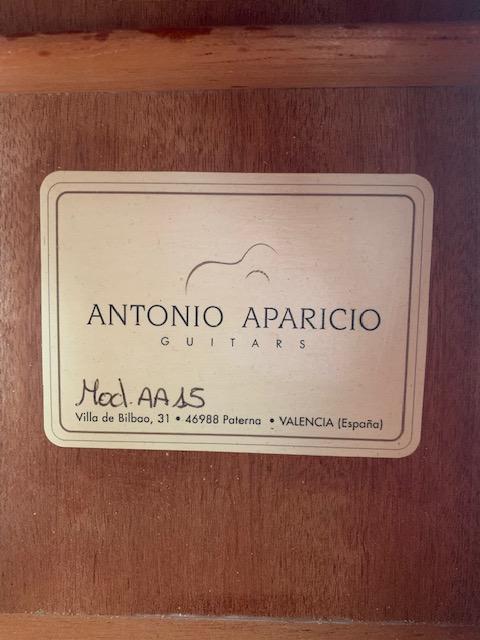 ANTONIO APARICIO
GUITARS
Mod. AA15
Villa de Bilbao, 31 • 46988 Paterna • VALENCIA (España)